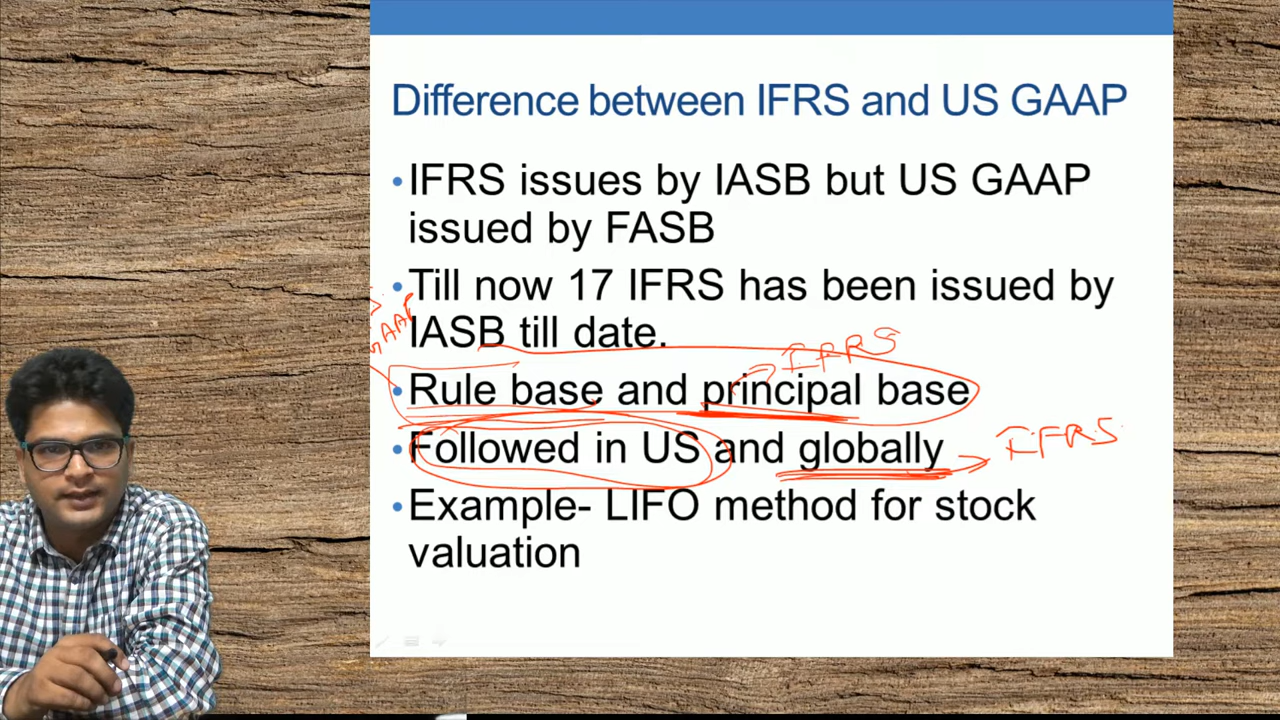 Difference between IFRS and US GAAP
•IFRS issues by IASB but US GAAP
issued by FASB
•Till now 17 IFRS has been issued by
GAAP
IASB till date.
IFRS
•Rule base and principal base
•Followed in US and globally
IFRS
•Example- LIFO method for stock
valuation